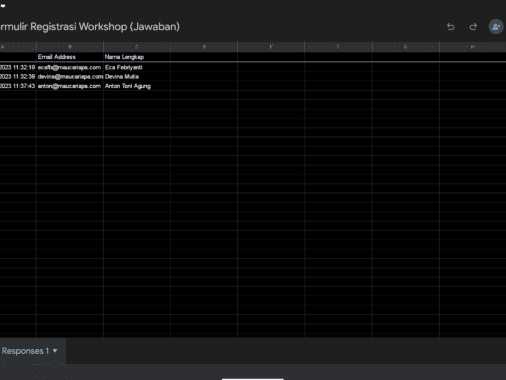 ormulir Registrasi Workshop (Jawaban)
A B C D E F G H
Email Address Nama Lengkap
2023 11:32:19 ecafb@maucariapa.com Eca Febriyanti
2023 11:32:38 devina@maucariapa.com Devina Mutia
2023 11:37:43 anton@maucariapa.com Anton Toni Agung
Responses 1